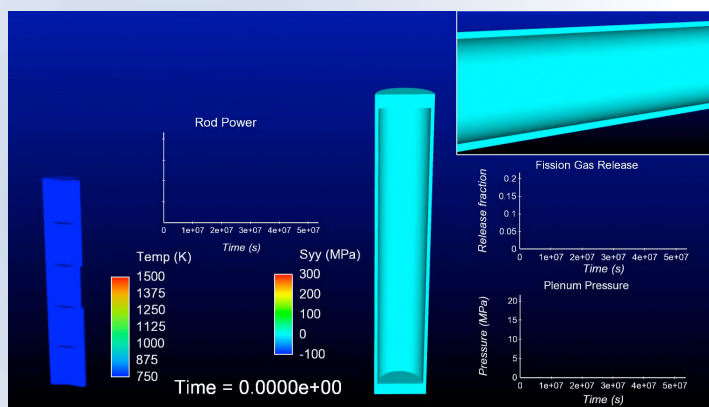 Rod Power
0 1e+07 2e+07 3e+07 4e+07 5e+07
Time (s)
Temp (K)
1500
1375
1250
1125
1000
875
750
Syy (MPa)
300
200
100
0
-100
Time = 0.0000e+00
Fission Gas Release
Release fraction
0.2
0.15
0.1
0.05
0
0 1e+07 2e+07 3e+07 4e+07 5e+07
Time (s)
Plenum Pressure
Pressure (MPa)
20
15
10
5
0
0 1e+07 2e+07 3e+07 4e+07 5e+07
Time (s)